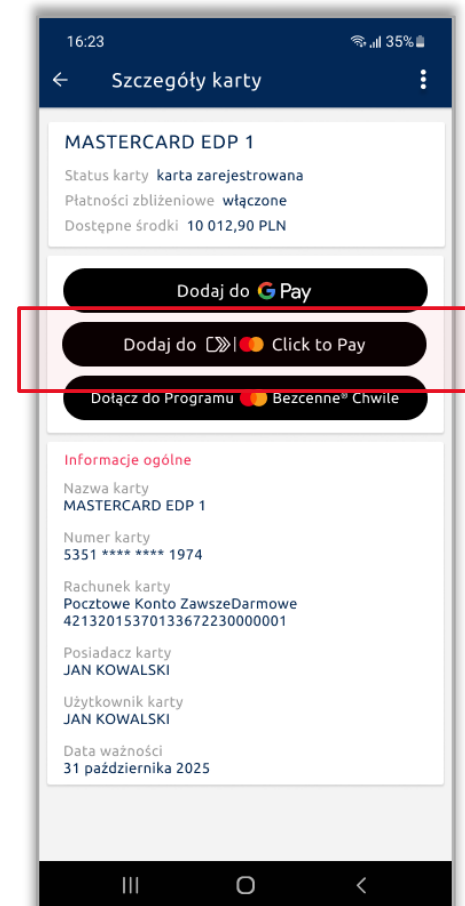 16:23 35%
Szczegóły karty
MASTERCARD EDP 1
Status karty karta zarejestrowana
Płatności zbliżeniowe włączone
Dostępne środki 10 012,90 PLN
Dodaj do G Pay
Dodaj do Click to Pay
Dołącz do Programu Bezcenne® Chwile
Informacje ogólne
Nazwa karty
MASTERCARD EDP 1
Numer karty
5351 **** **** 1974
Rachunek karty
Pocztowe Konto ZawszeDarmowe
42132015370133672230000001
Posiadacz karty
JAN KOWALSKI
Użytkownik karty
JAN KOWALSKI
Data ważności
31 października 2025